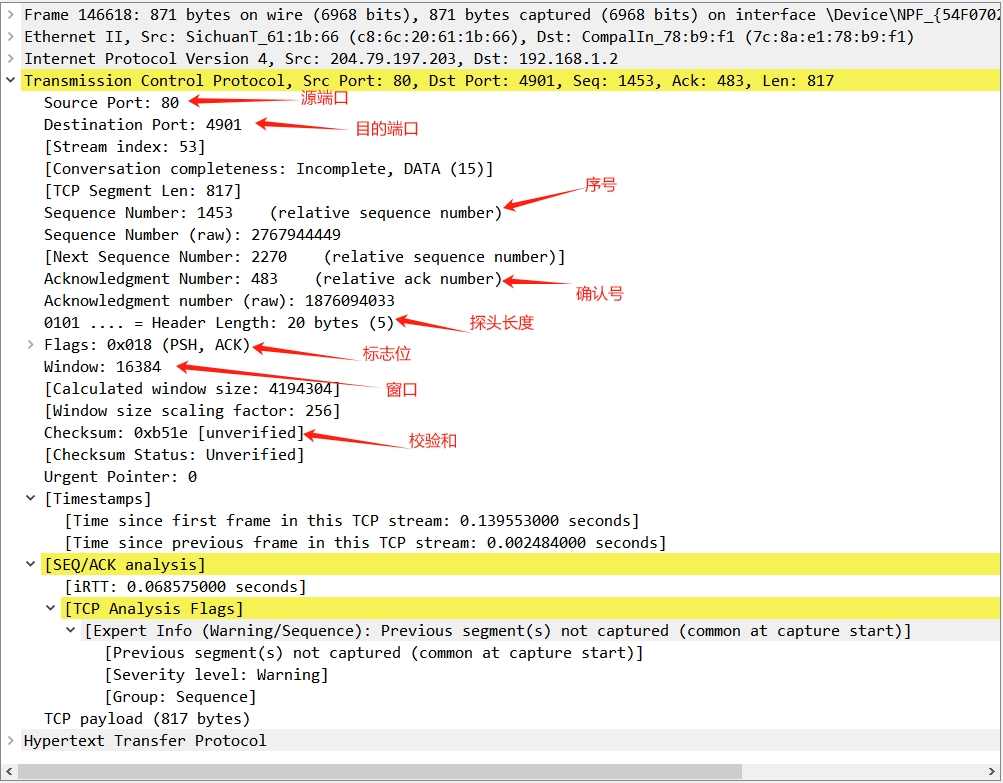 Frame 146618: 871 bytes on wire (6968 bits), 871 bytes captured (6968 bits) on interface \Device\NPF_{54F070
Ethernet II, Src: SichuanT_61:1b:66 (c8:6c:20:61:1b:66), Dst: CompalIn_78:b9:f1 (7c:8a:e1:78:b9:f1)
Internet Protocol Version 4, Src: 204.79.197.203, Dst: 192.168.1.2
Transmission Control Protocol, Src Port: 80, Dst Port: 4901, Seq: 1453, Ack: 483, Len: 817
Source Port: 80 源端口
Destination Port: 4901 目的端口
[Stream index: 53]
[Conversation completeness: Incomplete, DATA (15)]
[TCP Segment Len: 817]
Sequence Number: 1453    (relative sequence number) 序号
Sequence Number (raw): 2767944449
[Next Sequence Number: 2270    (relative sequence number)]
Acknowledgment Number: 483    (relative ack number) 确认号
Acknowledgment number (raw): 1876094033
0101 .... = Header Length: 20 bytes (5) 探头长度
Flags: 0x018 (PSH, ACK) 标志位
Window: 16384 窗口
[Calculated window size: 4194304]
[Window size scaling factor: 256]
Checksum: 0xb51e [unverified] 校验和
[Checksum Status: Unverified]
Urgent Pointer: 0
[Timestamps]
[Time since first frame in this TCP stream: 0.139553000 seconds]
[Time since previous frame in this TCP stream: 0.002484000 seconds]
[SEQ/ACK analysis]
[iRTT: 0.068575000 seconds]
[TCP Analysis Flags]
[Expert Info (Warning/Sequence): Previous segment(s) not captured (common at capture start)]
[Previous segment(s) not captured (common at capture start)]
[Severity level: Warning]
[Group: Sequence]
TCP payload (817 bytes)
Hypertext Transfer Protocol